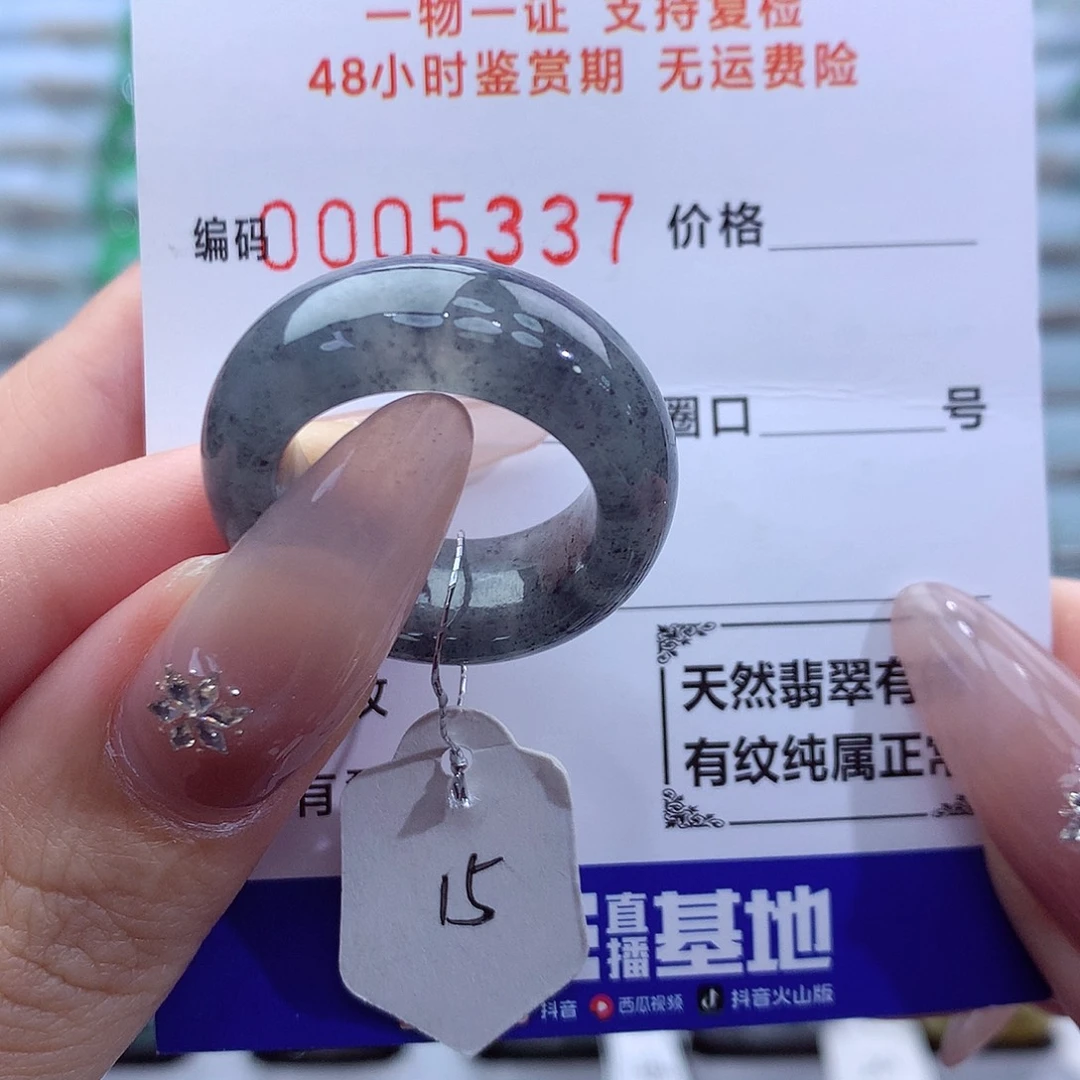 一物一证 支持复检
48小时鉴赏期 无运费险
编码0005337 价格
圈口 号
天然翡翠有
有纹纯属正常
有
15
直播基地
抖音 西瓜视频 抖音火山版